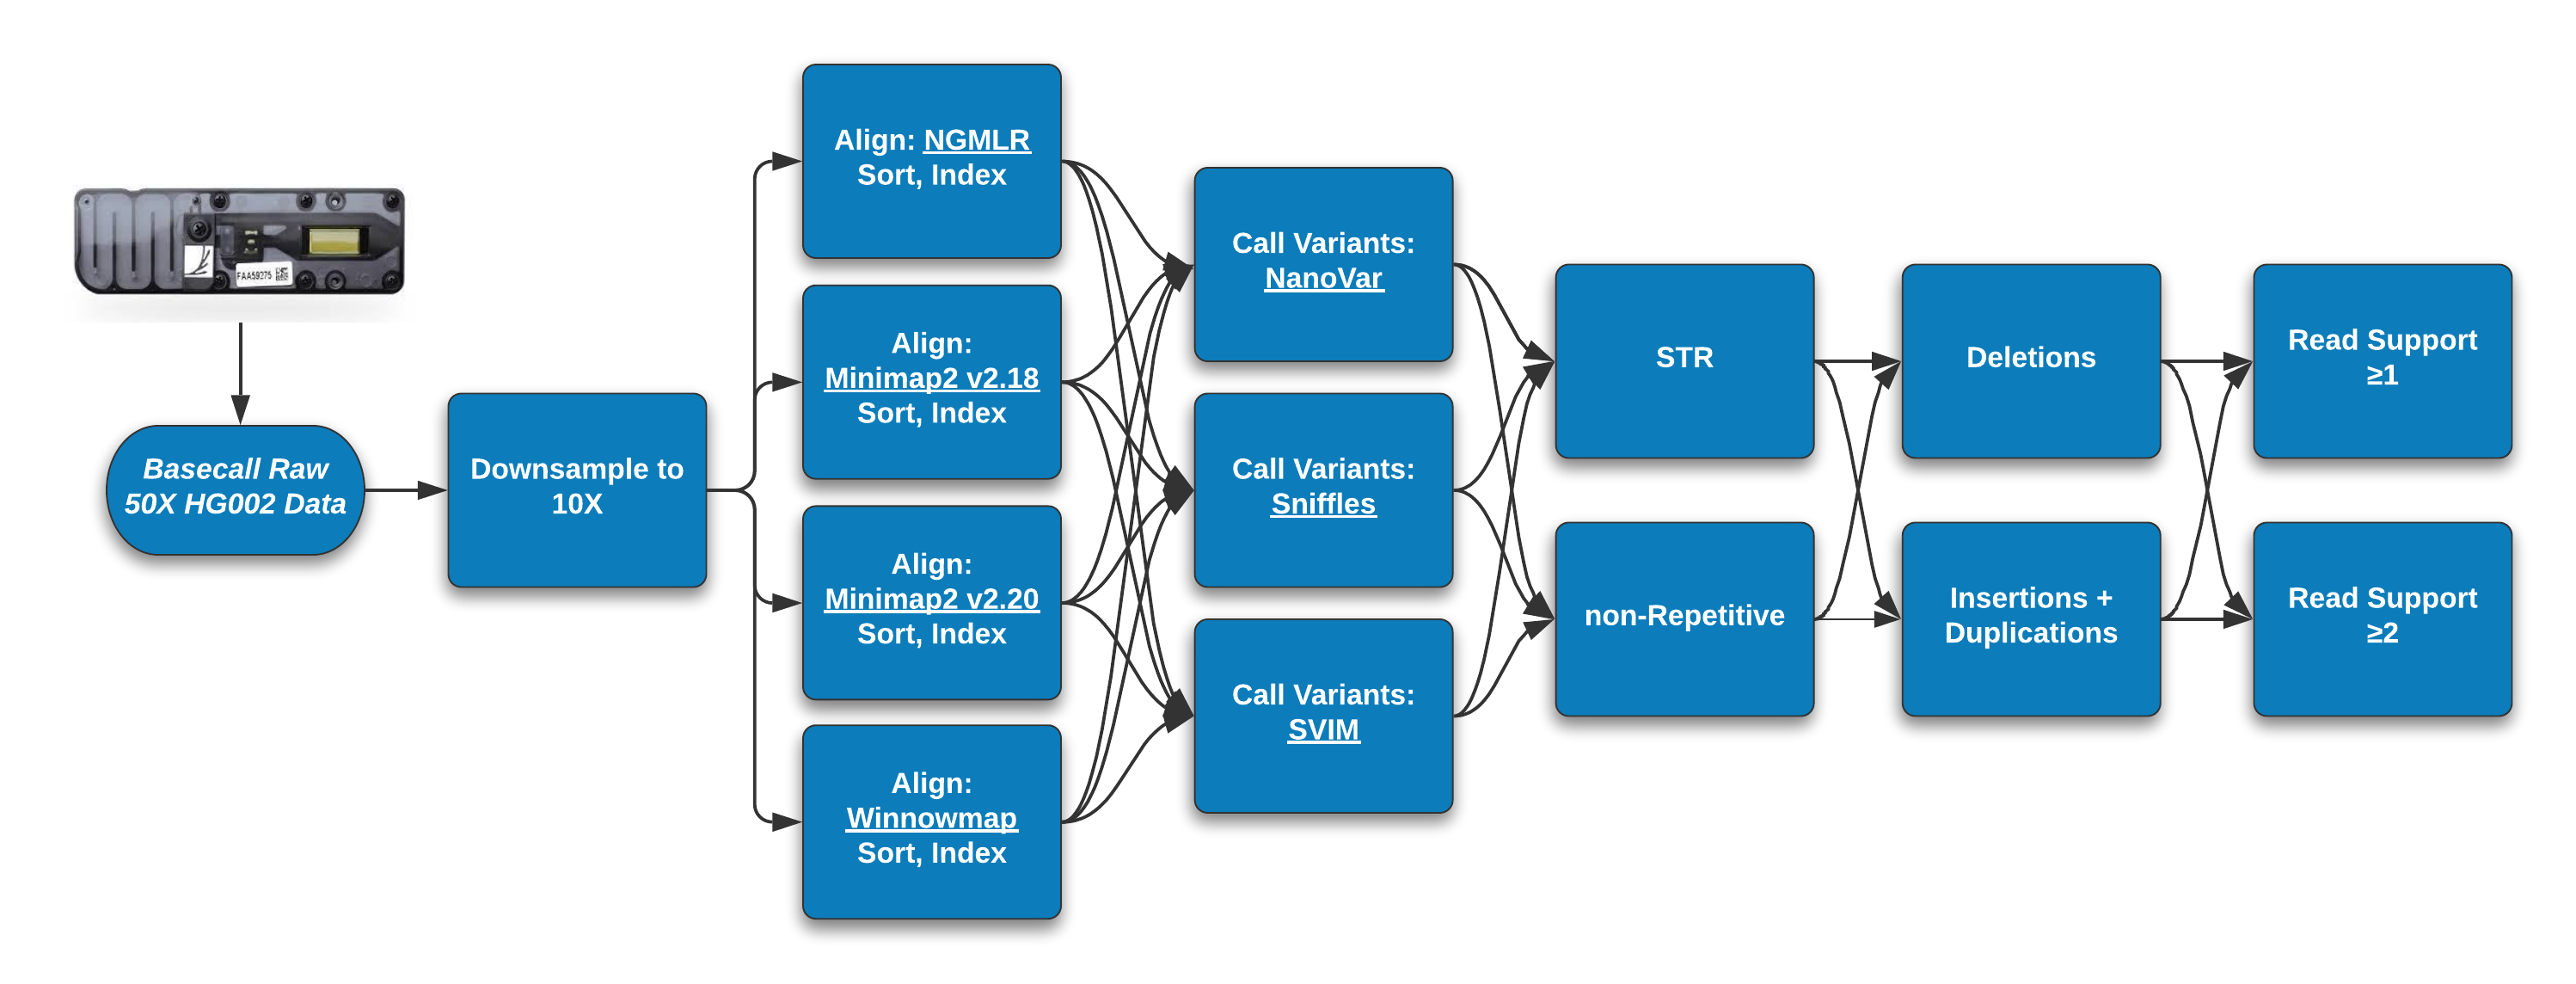 FAA59275
Basecall Raw
50X HG002 Data
Downsample to
10X
Align: NGMLR
Sort, Index
Align:
Minimap2 v2.18
Sort, Index
Align:
Minimap2 v2.20
Sort, Index
Align:
Winnowmap
Sort, Index
Call Variants:
NanoVar
Call Variants:
Sniffles
Call Variants:
SVIM
STR
non-Repetitive
Deletions
Insertions +
Duplications
Read Support
≥1
Read Support
≥2